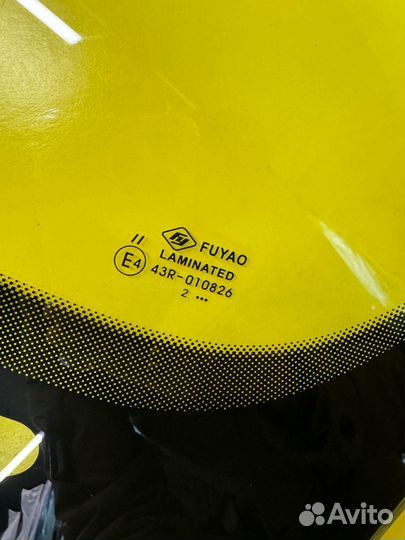 FUYAO
LAMINATED
II
E4
43R-010826
2 ...
Avito